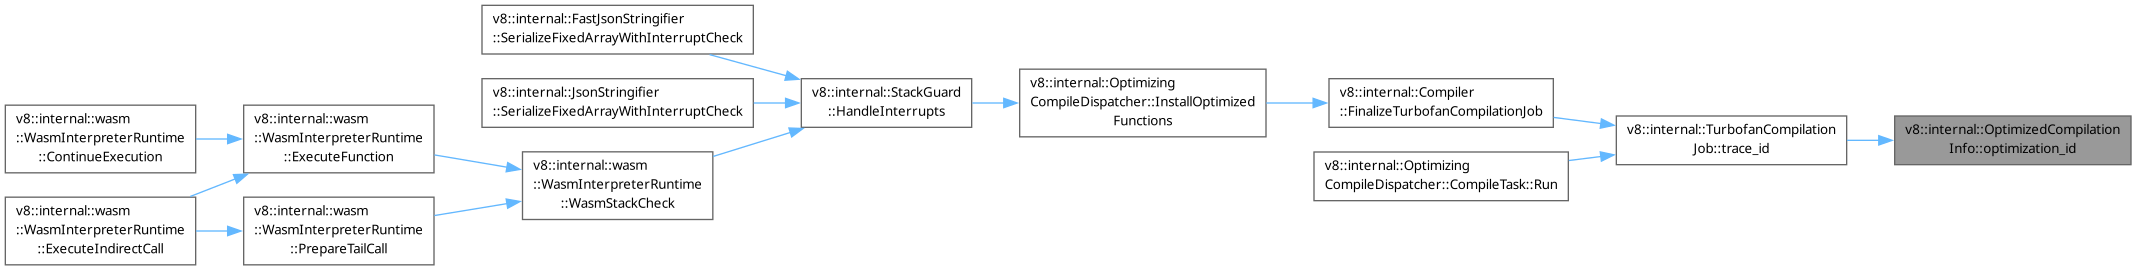 v8::internal::FastJsonStringifier
::SerializeFixedArrayWithInterruptCheck
v8::internal::JsonStringifier
::SerializeFixedArrayWithInterruptCheck
v8::internal::StackGuard
::HandleInterrupts
v8::internal::Optimizing
CompileDispatcher::InstallOptimized
Functions
v8::internal::Compiler
::FinalizeTurbofanCompilationJob
v8::internal::TurbofanCompilation
Job::trace_id
v8::internal::OptimizedCompilation
Info::optimization_id
v8::internal::wasm
::WasmInterpreterRuntime
::ContinueExecution
v8::internal::wasm
::WasmInterpreterRuntime
::ExecuteFunction
v8::internal::wasm
::WasmInterpreterRuntime
::WasmStackCheck
v8::internal::Optimizing
CompileDispatcher::CompileTask::Run
v8::internal::wasm
::WasmInterpreterRuntime
::ExecuteIndirectCall
v8::internal::wasm
::WasmInterpreterRuntime
::PrepareTailCall